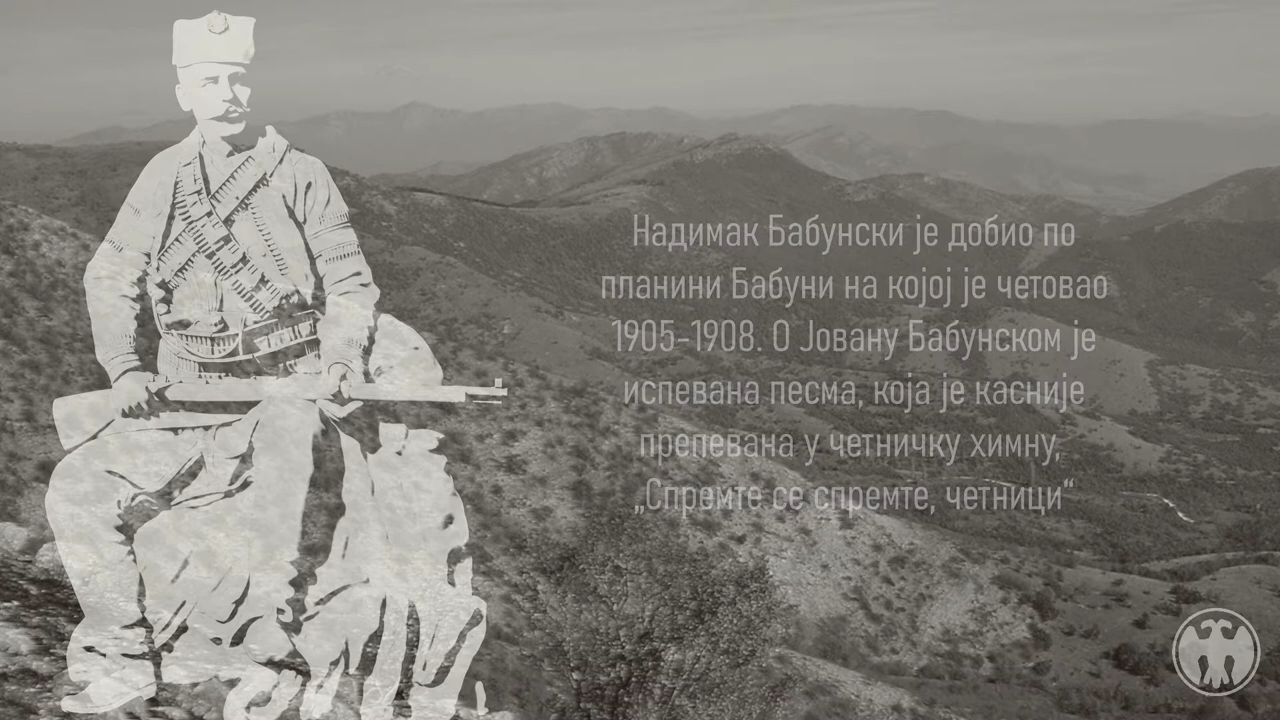 Надимак Бабунски је добио по
планини Бабуни на којој је четовао
1905-1908. О Јовану Бабунском је
испевана песма, која је касније
препевана у четничку химну,
„Спремте се спремте, четници“